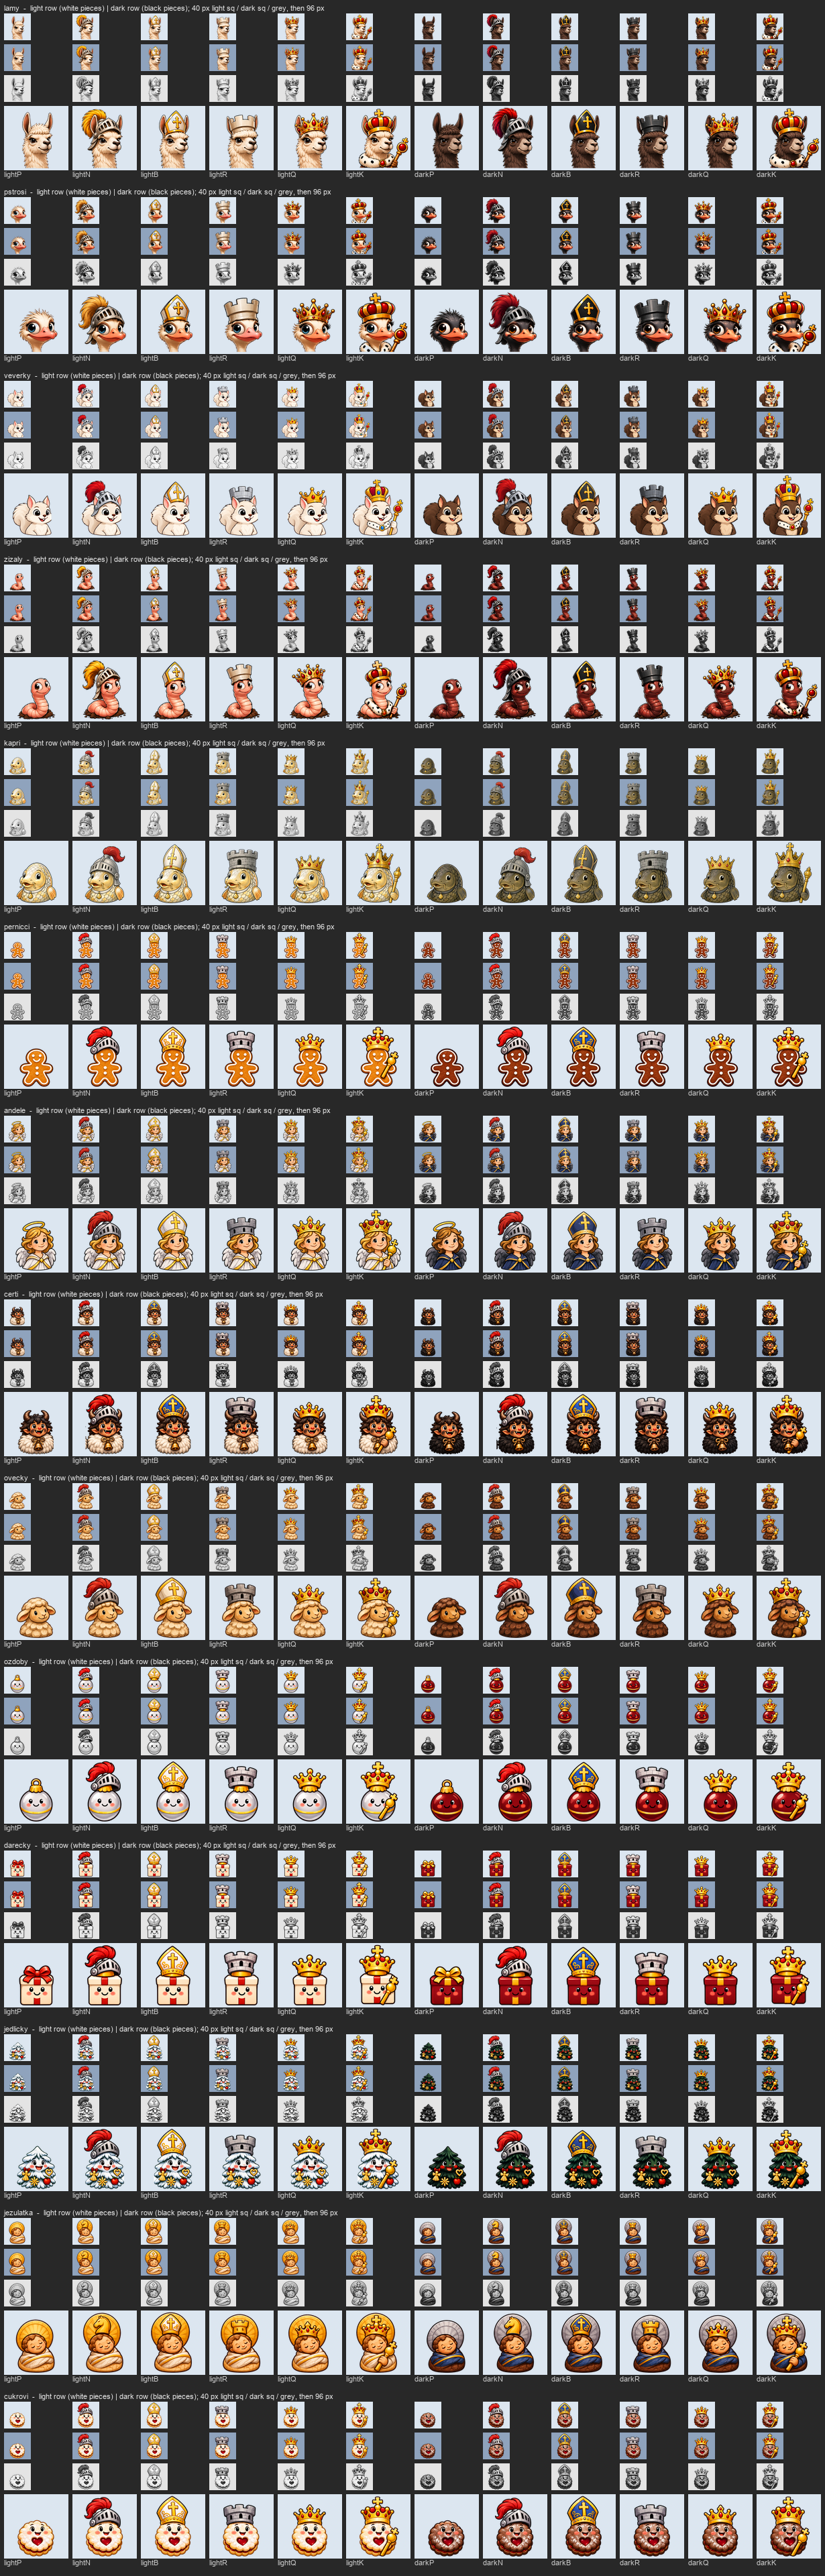 lamy - light row (white pieces) | dark row (black pieces); 40 px light sq / dark sq / grey, then 96 px
lightP lightN lightB lightR lightQ lightK darkP darkN darkB darkR darkQ darkK
pstrosi - light row (white pieces) | dark row (black pieces); 40 px light sq / dark sq / grey, then 96 px
lightP lightN lightB lightR lightQ lightK darkP darkN darkB darkR darkQ darkK
veverky - light row (white pieces) | dark row (black pieces); 40 px light sq / dark sq / grey, then 96 px
lightP lightN lightB lightR lightQ lightK darkP darkN darkB darkR darkQ darkK
zizaly - light row (white pieces) | dark row (black pieces); 40 px light sq / dark sq / grey, then 96 px
lightP lightN lightB lightR lightQ lightK darkP darkN darkB darkR darkQ darkK
kapri - light row (white pieces) | dark row (black pieces); 40 px light sq / dark sq / grey, then 96 px
lightP lightN lightB lightR lightQ lightK darkP darkN darkB darkR darkQ darkK
pernicci - light row (white pieces) | dark row (black pieces); 40 px light sq / dark sq / grey, then 96 px
lightP lightN lightB lightR lightQ lightK darkP darkN darkB darkR darkQ darkK
andele - light row (white pieces) | dark row (black pieces); 40 px light sq / dark sq / grey, then 96 px
lightP lightN lightB lightR lightQ lightK darkP darkN darkB darkR darkQ darkK
certi - light row (white pieces) | dark row (black pieces); 40 px light sq / dark sq / grey, then 96 px
lightP lightN lightB lightR lightQ lightK darkP darkN darkB darkR darkQ darkK
ovecky - light row (white pieces) | dark row (black pieces); 40 px light sq / dark sq / grey, then 96 px
lightP lightN lightB lightR lightQ lightK darkP darkN darkB darkR darkQ darkK
ozdoby - light row (white pieces) | dark row (black pieces); 40 px light sq / dark sq / grey, then 96 px
lightP lightN lightB lightR lightQ lightK darkP darkN darkB darkR darkQ darkK
darecky - light row (white pieces) | dark row (black pieces); 40 px light sq / dark sq / grey, then 96 px
lightP lightN lightB lightR lightQ lightK darkP darkN darkB darkR darkQ darkK
jedlicky - light row (white pieces) | dark row (black pieces); 40 px light sq / dark sq / grey, then 96 px
lightP lightN lightB lightR lightQ lightK darkP darkN darkB darkR darkQ darkK
jezulatka - light row (white pieces) | dark row (black pieces); 40 px light sq / dark sq / grey, then 96 px
lightP lightN lightB lightR lightQ lightK darkP darkN darkB darkR darkQ darkK
cukrovi - light row (white pieces) | dark row (black pieces); 40 px light sq / dark sq / grey, then 96 px
lightP lightN lightB lightR lightQ lightK darkP darkN darkB darkR darkQ darkK